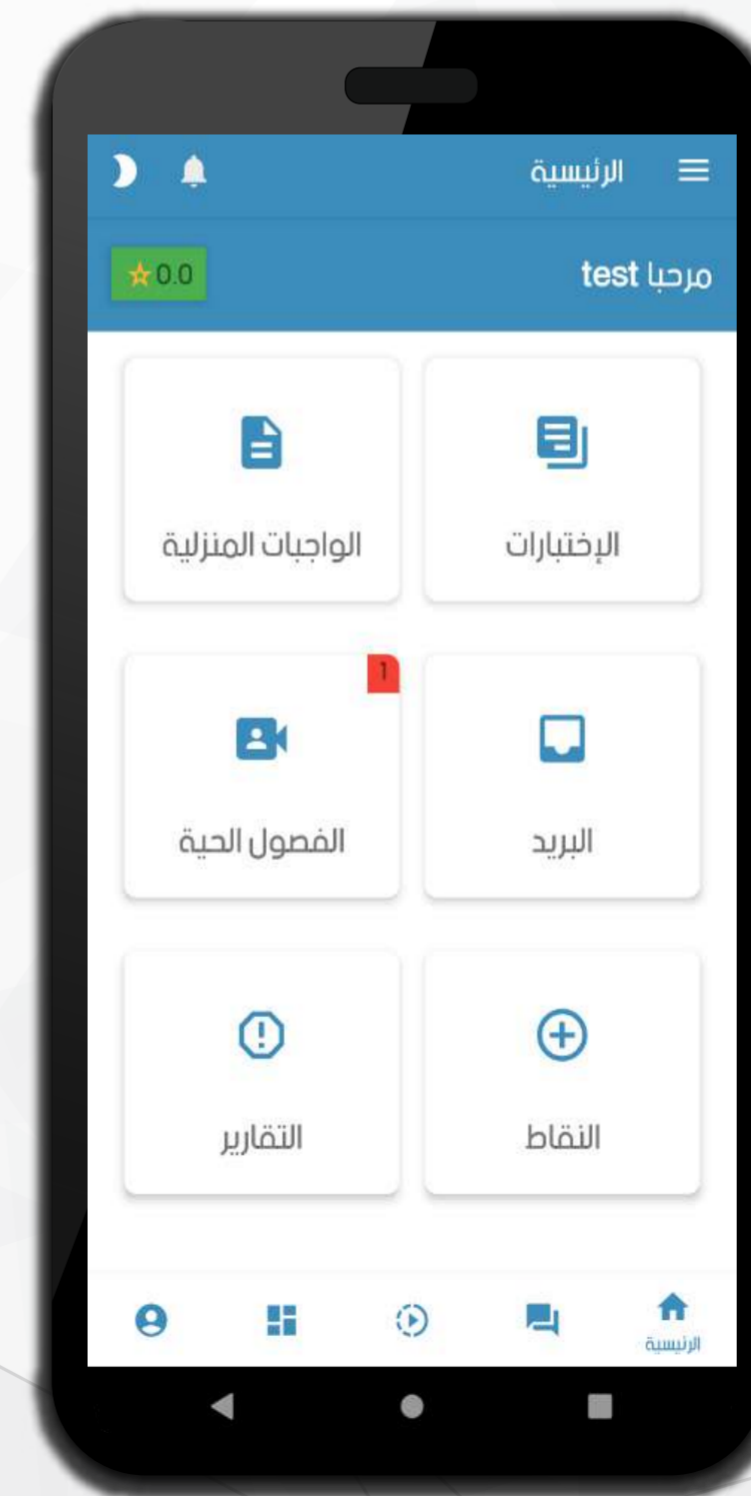 الرئيسية
مرحبا test
0.0
الإختبارات
الواجبات المنزلية
1
البريد
الفصول الحية
النقاط
التقارير
الرئيسية